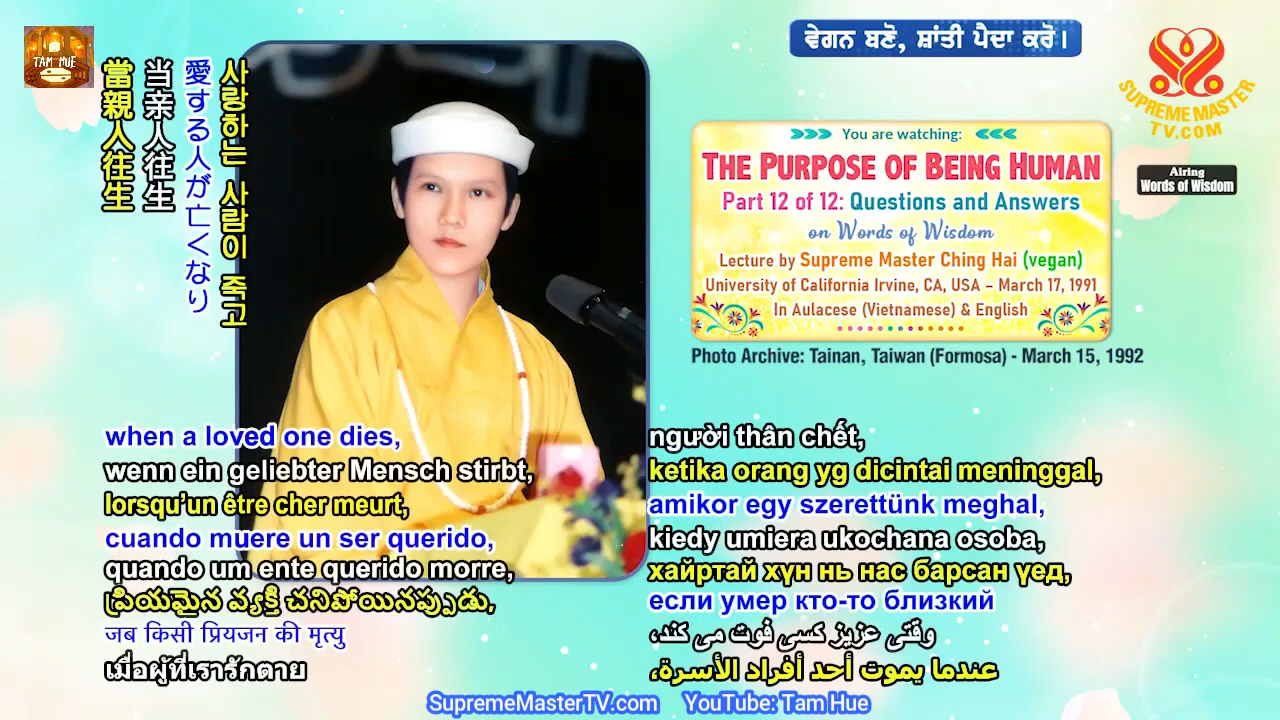 TAM HUE
當親人往生
当亲人往生
愛する人が亡くなり
사랑하는 사람이 죽고
ਵੇਗਨ ਬਣੋ, ਸ਼ਾਂਤੀ ਪੈਦਾ ਕਰੋ।
SUPREME MASTER
TV.COM
You are watching:
THE PURPOSE OF BEING HUMAN
Part 12 of 12: Questions and Answers
on Words of Wisdom
Lecture by Supreme Master Ching Hai (vegan)
University of California Irvine, CA, USA – March 17, 1991
In Aulacese (Vietnamese) & English
Airing
Words of Wisdom
Photo Archive: Tainan, Taiwan (Formosa) - March 15, 1992
when a loved one dies,
wenn ein geliebter Mensch stirbt,
lorsqu’un être cher meurt,
cuando muere un ser querido,
quando um ente querido morre,
ప్రియమైన వ్యక్తి చనిపోయినప్పుడు,
जब किसी प्रियजन की मृत्यु
เมื่อผู้ที่เรารักตาย
người thân chết,
ketika orang yg dicintai meninggal,
amikor egy szerettünk meghal,
kiedy umiera ukochana osoba,
хайртай хүн нь нас барсан үед,
если умер кто-то близкий
وقتی عزیز کسی فوت می کند،
عندما يموت أحد أفراد الأسرة،
SupremeMasterTV.com YouTube: Tam Hue